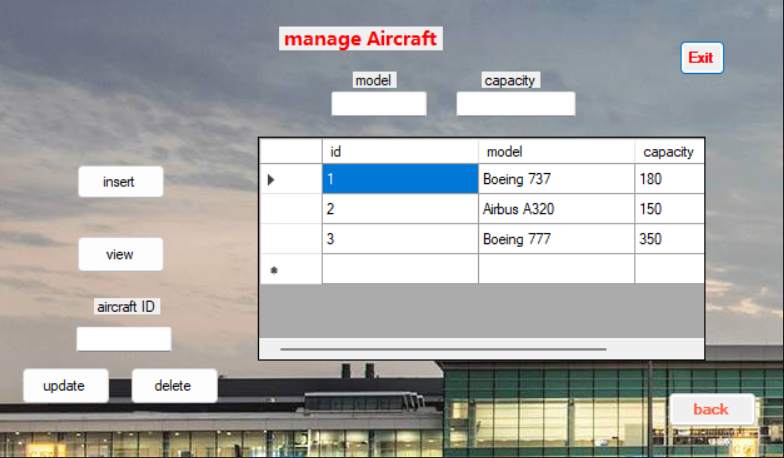 manage Aircraft
Exit
model capacity
id model capacity
1 Boeing 737 180
2 Airbus A320 150
3 Boeing 777 350
insert
view
aircraft ID
update delete
back